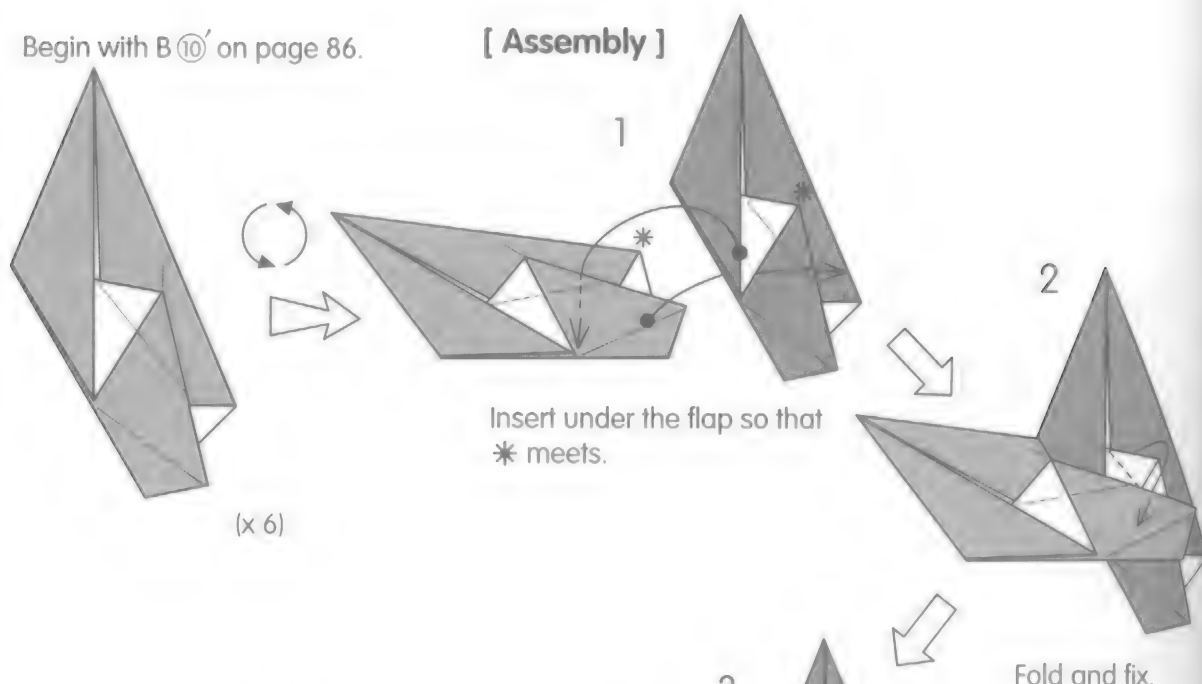 Begin with B⑩′ on page 86.
[ Assembly ]
1
2
Insert under the flap so that
✳ meets.
(x 6)
Fold and fix.